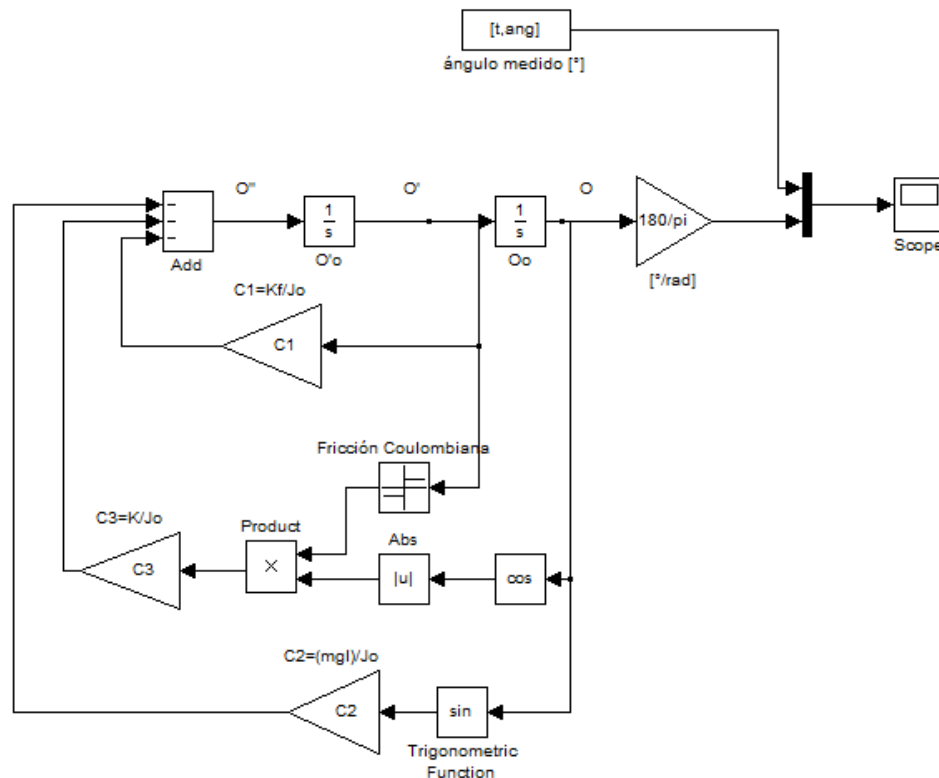 [t,ang]
ángulo medido [°]
O''
O'
O
1
s
1
s
180/pi
Add
O'o
Oo
[°/rad]
Scope
C1=Kf/Jo
C1
Fricción Coulombiana
C3=K/Jo
Product
Abs
C3
×
|u|
cos
C2=(mgl)/Jo
C2
sin
Trigonometric
Function